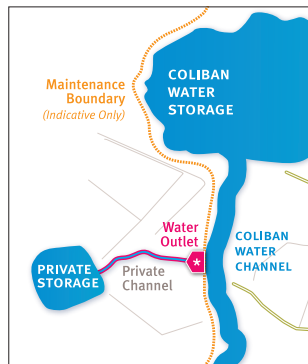 COLIBAN
WATER
STORAGE
Maintenance
Boundary
(Indicative Only)
Water
Outlet
*
COLIBAN
WATER
CHANNEL
PRIVATE
STORAGE
Private
Channel